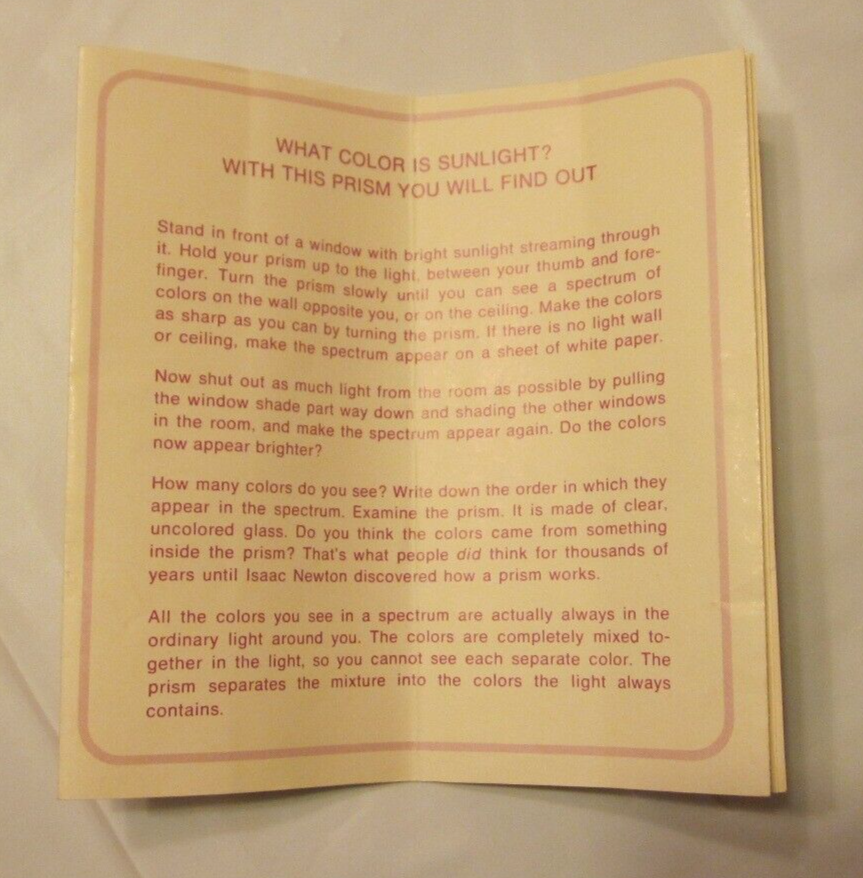 WHAT COLOR IS SUNLIGHT?
WITH THIS PRISM YOU WILL FIND OUT
Stand in front of a window with bright sunlight streaming through
it. Hold your prism up to the light, between your thumb and fore-
finger. Turn the prism slowly until you can see a spectrum of
colors on the wall opposite you, or on the ceiling. Make the colors
as sharp as you can by turning the prism. If there is no light wall
or ceiling, make the spectrum appear on a sheet of white paper.
Now shut out as much light from the room as possible by pulling
the window shade part way down and shading the other windows
in the room, and make the spectrum appear again. Do the colors
now appear brighter?
How many colors do you see? Write down the order in which they
appear in the spectrum. Examine the prism. It is made of clear,
uncolored glass. Do you think the colors came from something
inside the prism? That's what people did think for thousands of
years until Isaac Newton discovered how a prism works.
All the colors you see in a spectrum are actually always in the
ordinary light around you. The colors are completely mixed to-
gether in the light, so you cannot see each separate color. The
prism separates the mixture into the colors the light always
contains.